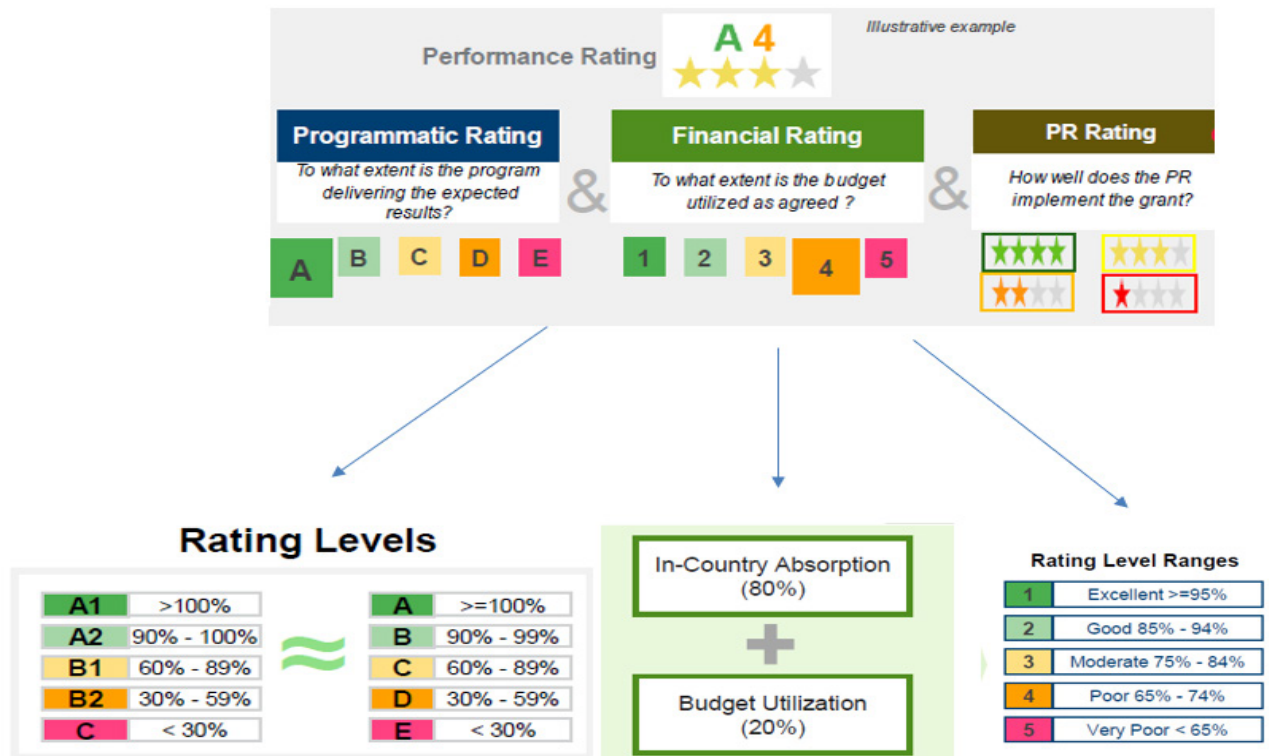 Performance Rating
A 4
Illustrative example
Programmatic Rating
To what extent is the program
delivering the expected
results?
&
Financial Rating
To what extent is the budget
utilized as agreed ?
&
PR Rating
How well does the PR
implement the grant?
A B C D E
1 2 3 4 5
Rating Levels
A1 >100%
A2 90% - 100%
B1 60% - 89%
B2 30% - 59%
C < 30%
≈
A >=100%
B 90% - 99%
C 60% - 89%
D 30% - 59%
E < 30%
In-Country Absorption
(80%)
+
Budget Utilization
(20%)
Rating Level Ranges
1 Excellent >=95%
2 Good 85% - 94%
3 Moderate 75% - 84%
4 Poor 65% - 74%
5 Very Poor < 65%